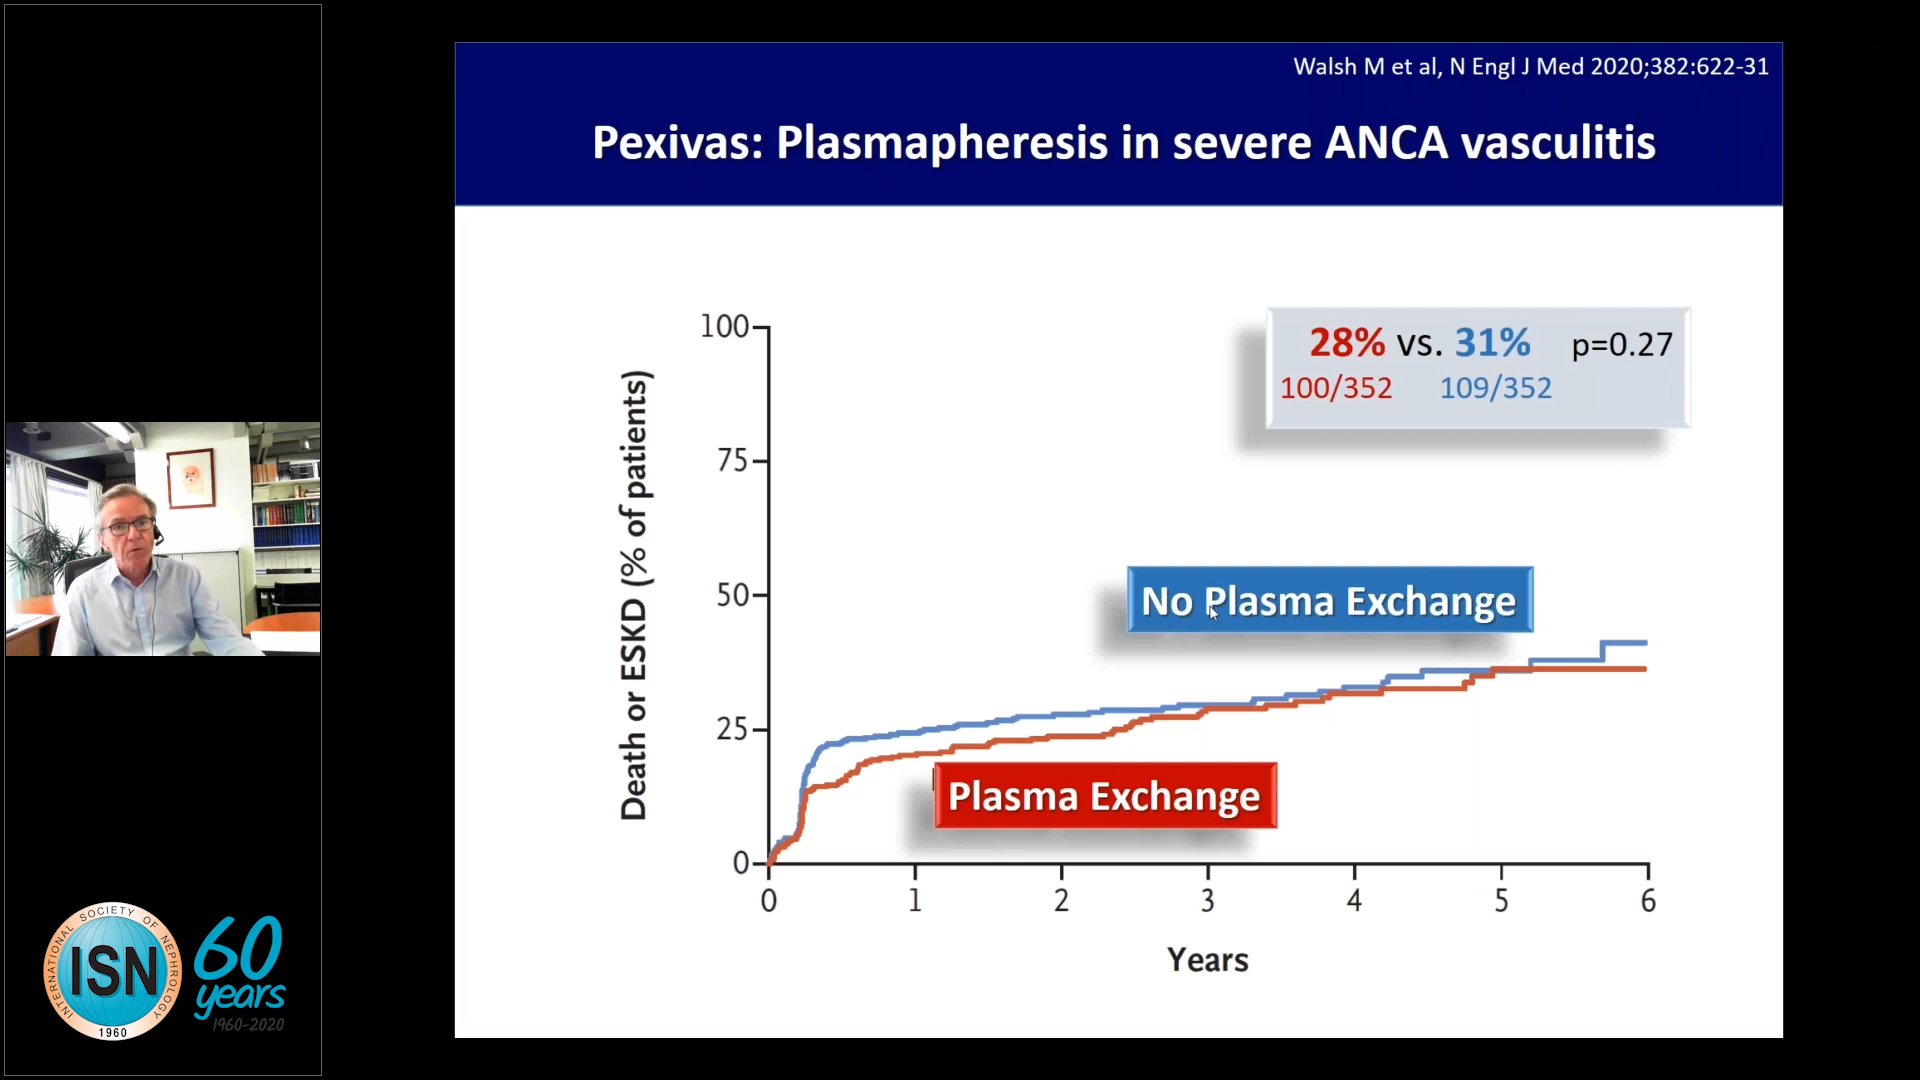 Walsh M et al, N Engl J Med 2020;382:622-31
Pexivas: Plasmapheresis in severe ANCA vasculitis
28% vs. 31% p=0.27
100/352 109/352
Death or ESKD (% of patients)
100
75
50
25
0
No Plasma Exchange
Plasma Exchange
0 1 2 3 4 5 6
Years
INTERNATIONAL SOCIETY OF NEPHROLOGY
ISN
1960
60
years
1960-2020